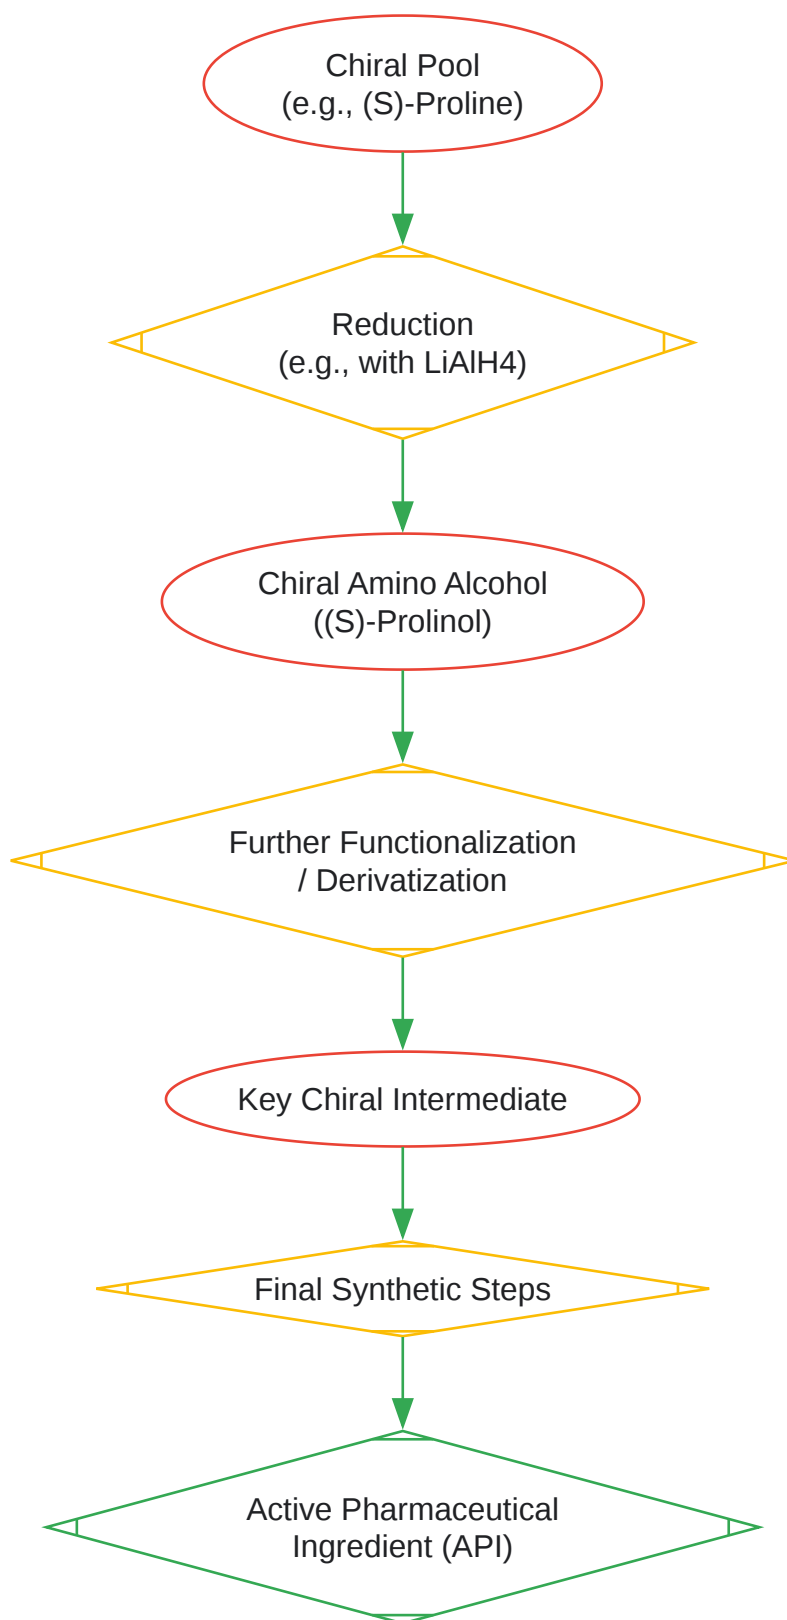 Chiral Pool
(e.g., (S)-Proline)
Reduction
(e.g., with LiAlH4)
Chiral Amino Alcohol
((S)-Prolinol)
Further Functionalization
/ Derivatization
Key Chiral Intermediate
Final Synthetic Steps
Active Pharmaceutical
Ingredient (API)